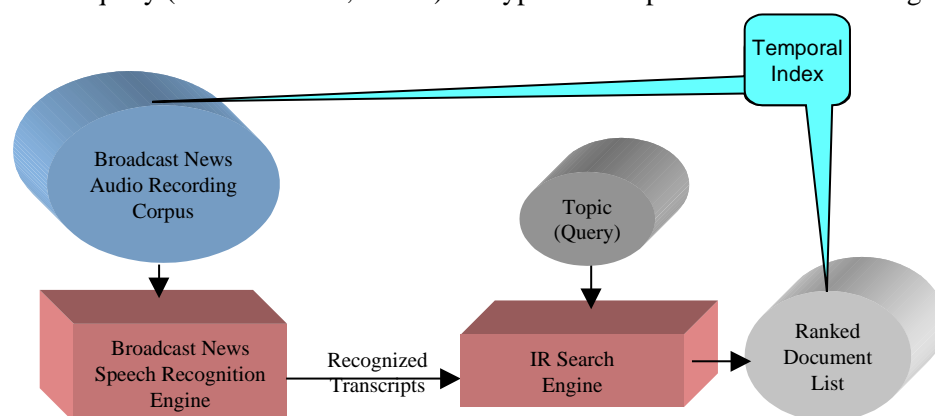 Temporal
Index
Broadcast News
Audio Recording
Corpus
Topic
(Query)
Broadcast News
Speech Recognition
Engine
Recognized
Transcripts
IR Search
Engine
Ranked
Document
List